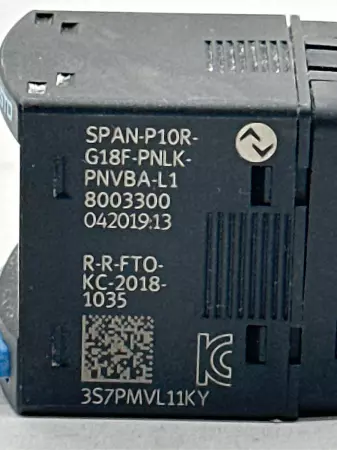 SPAN-P10R-
G18F-PNLK-
PNVBA-L1
8003300
042019:13
R-R-FTO-
KC-2018-
1035
3S7PMVL11KY